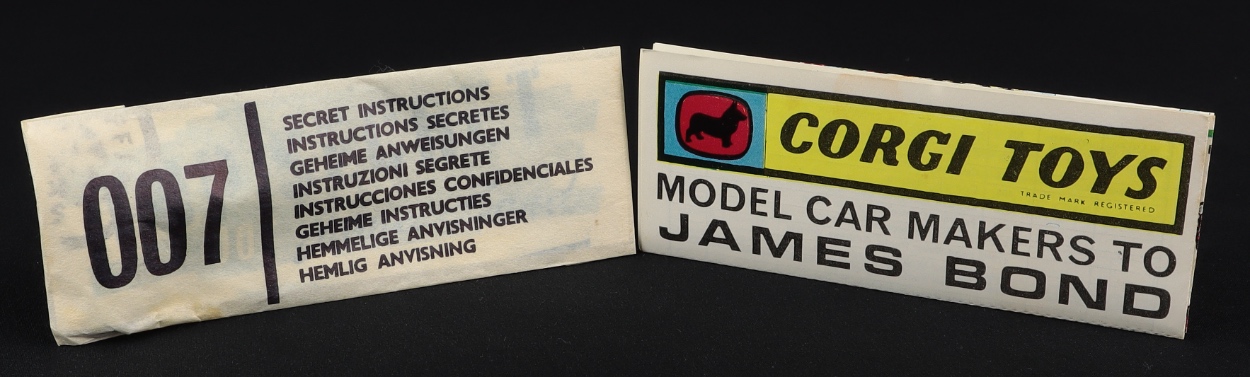 007
SECRET INSTRUCTIONS
INSTRUCTIONS SECRETES
GEHEIME ANWEISUNGEN
INSTRUZIONI SEGRETE
INSTRUCCIONES CONFIDENCIALES
GEHEIME INSTRUCTIES
HEMMELIGE ANVISNINGER
HEMLIG ANVISNING
CORGI TOYS
TRADE MARK REGISTERED
MODEL CAR MAKERS TO
JAMES BOND